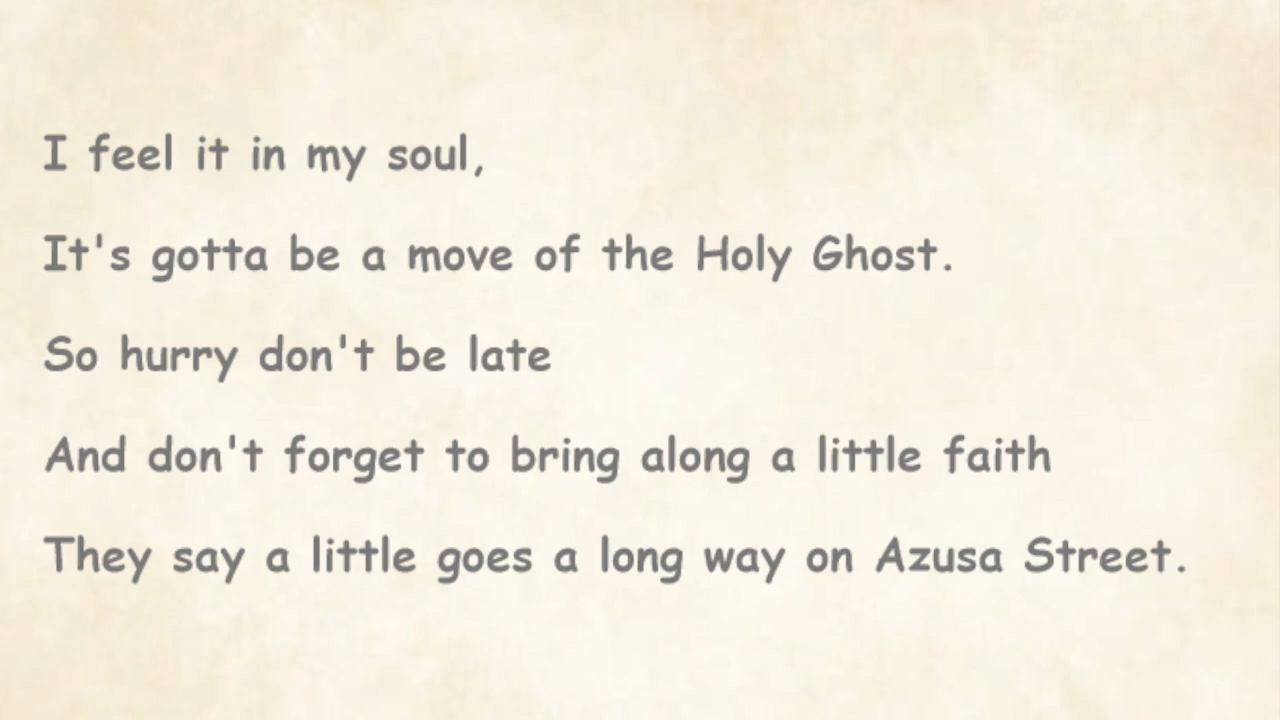 I feel it in my soul,
It's gotta be a move of the Holy Ghost.
So hurry don't be late
And don't forget to bring along a little faith
They say a little goes a long way on Azusa Street.